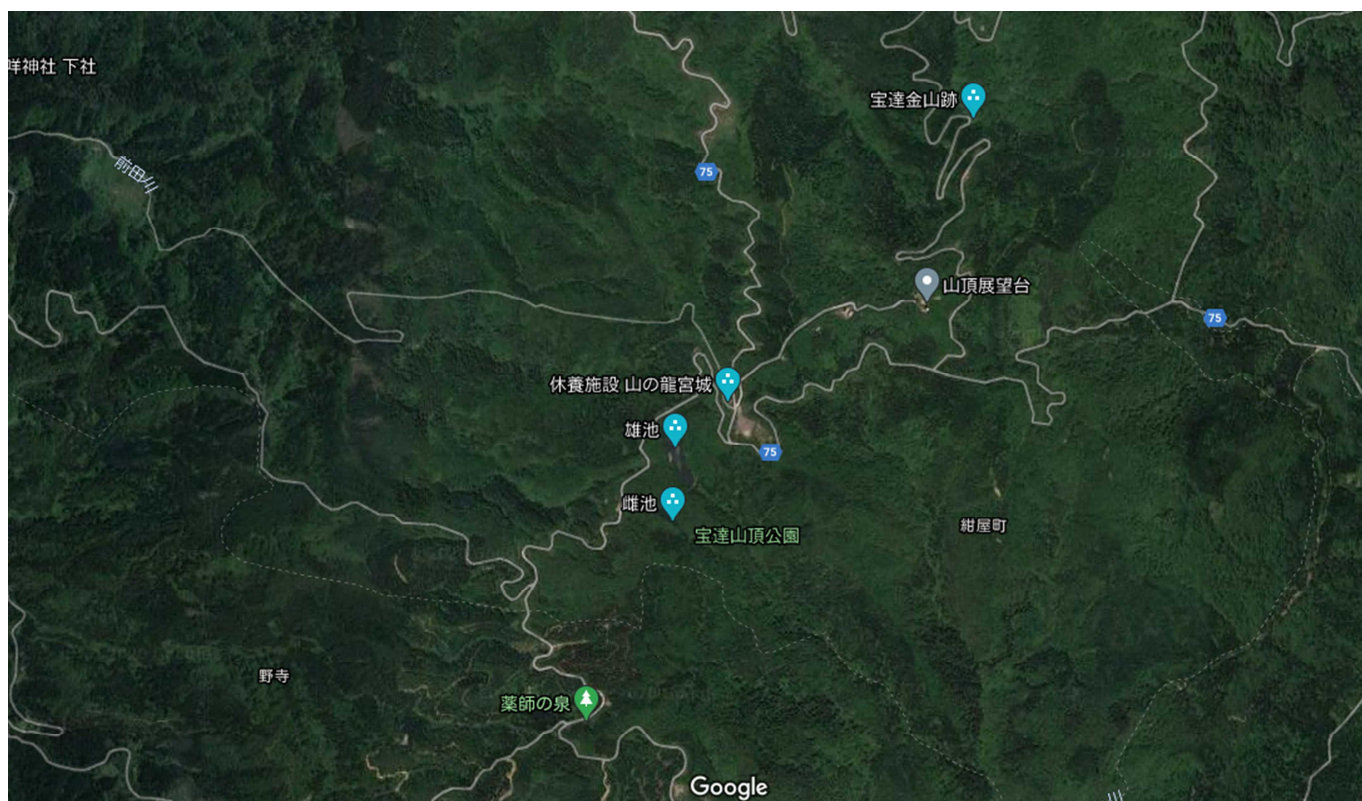 咩神社 下社
宝達金山跡
前田川
75
山頂展望台
75
休養施設 山の龍宮城
雄池
75
雌池
紺屋町
宝達山頂公園
野寺
薬師の泉
Google
川